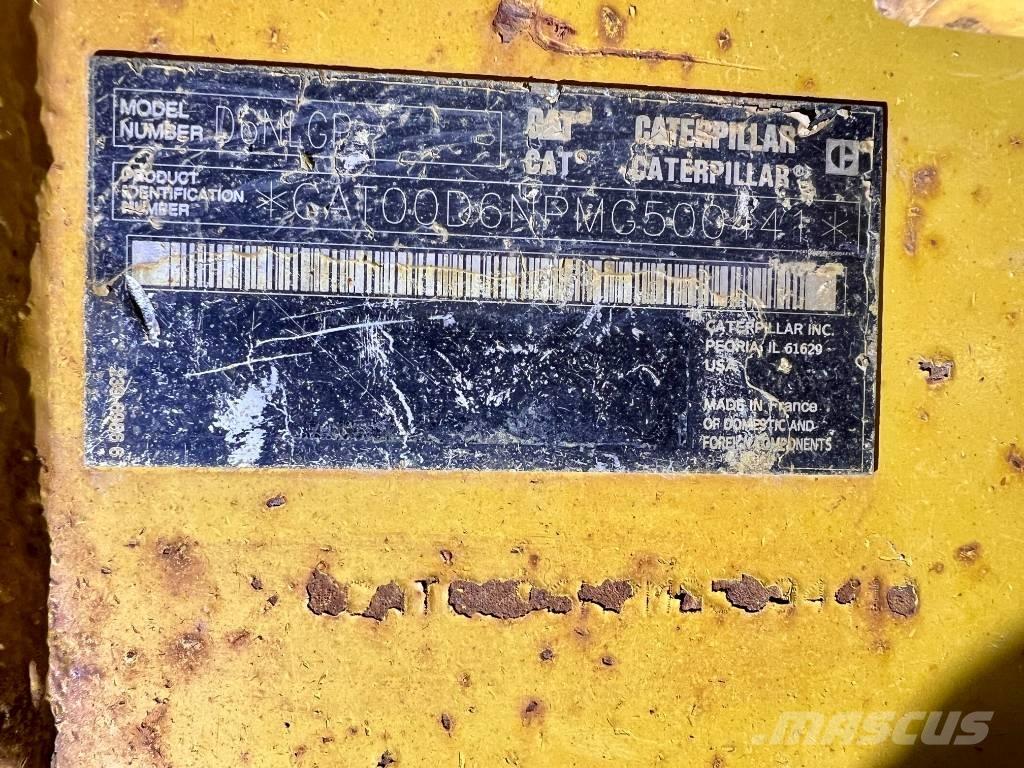 MODEL
NUMBER D6NLGP
CAT CATERPILLAR
CAT CATERPILLAR®
PRODUCT
IDENTIFICATION
NUMBER *CAT00D6NPMG500441*
CATERPILLAR INC.
PEORIA, IL 61629
USA
MADE IN France
OF DOMESTIC AND
FOREIGN COMPONENTS
MASCUS